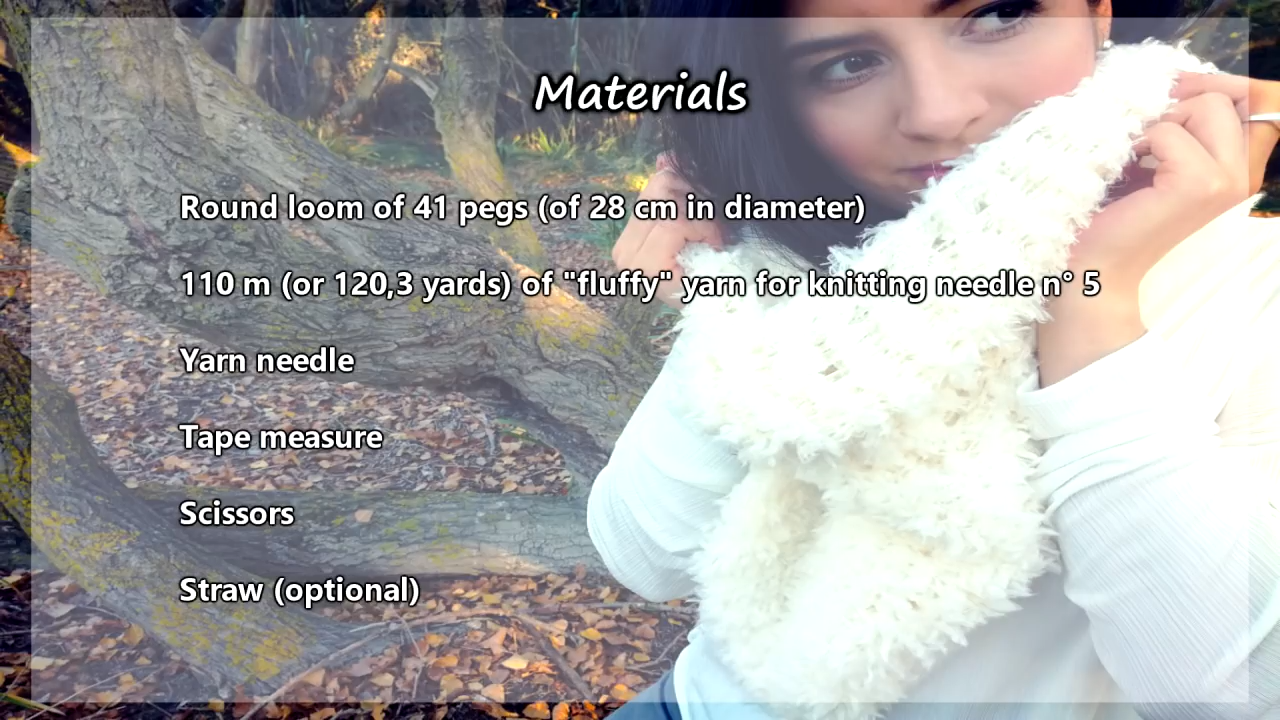 Materials
Round loom of 41 pegs (of 28 cm in diameter)
110 m (or 120,3 yards) of "fluffy" yarn for knitting needle n° 5
Yarn needle
Tape measure
Scissors
Straw (optional)